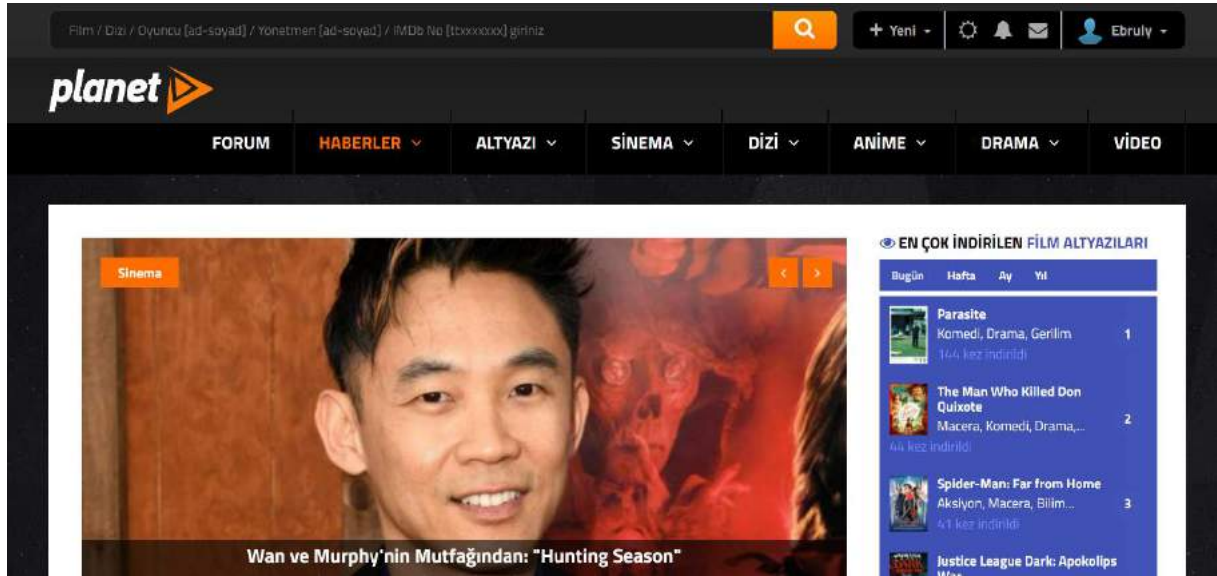 Film / Dizi / Oyuncu [ad-soyad] / Yönetmen [ad-soyad] / IMDb No [ttxxxxxxx] giriniz
+ Yeni
Ebruly
planet
FORUM
HABERLER
ALTYAZI
SİNEMA
DİZİ
ANİME
DRAMA
VİDEO
Sinema
Wan ve Murphy'nin Mutfağından: "Hunting Season"
EN ÇOK İNDİRİLEN FİLM ALTYAZILARI
Bugün Hafta Ay Yıl
Parasite
Komedi, Drama, Gerilim 1
144 kez indirildi
The Man Who Killed Don
Quixote
Macera, Komedi, Drama,... 2
44 kez indirildi
Spider-Man: Far from Home
Aksiyon, Macera, Bilim... 3
41 kez indirildi
Justice League Dark: Apokolips
War